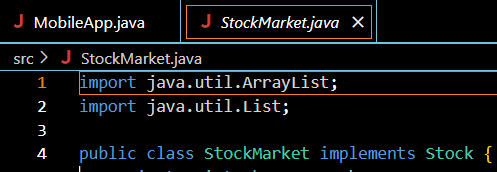 MobileApp.java StockMarket.java
src > StockMarket.java
1 import java.util.ArrayList;
2 import java.util.List;
3
4 public class StockMarket implements Stock {